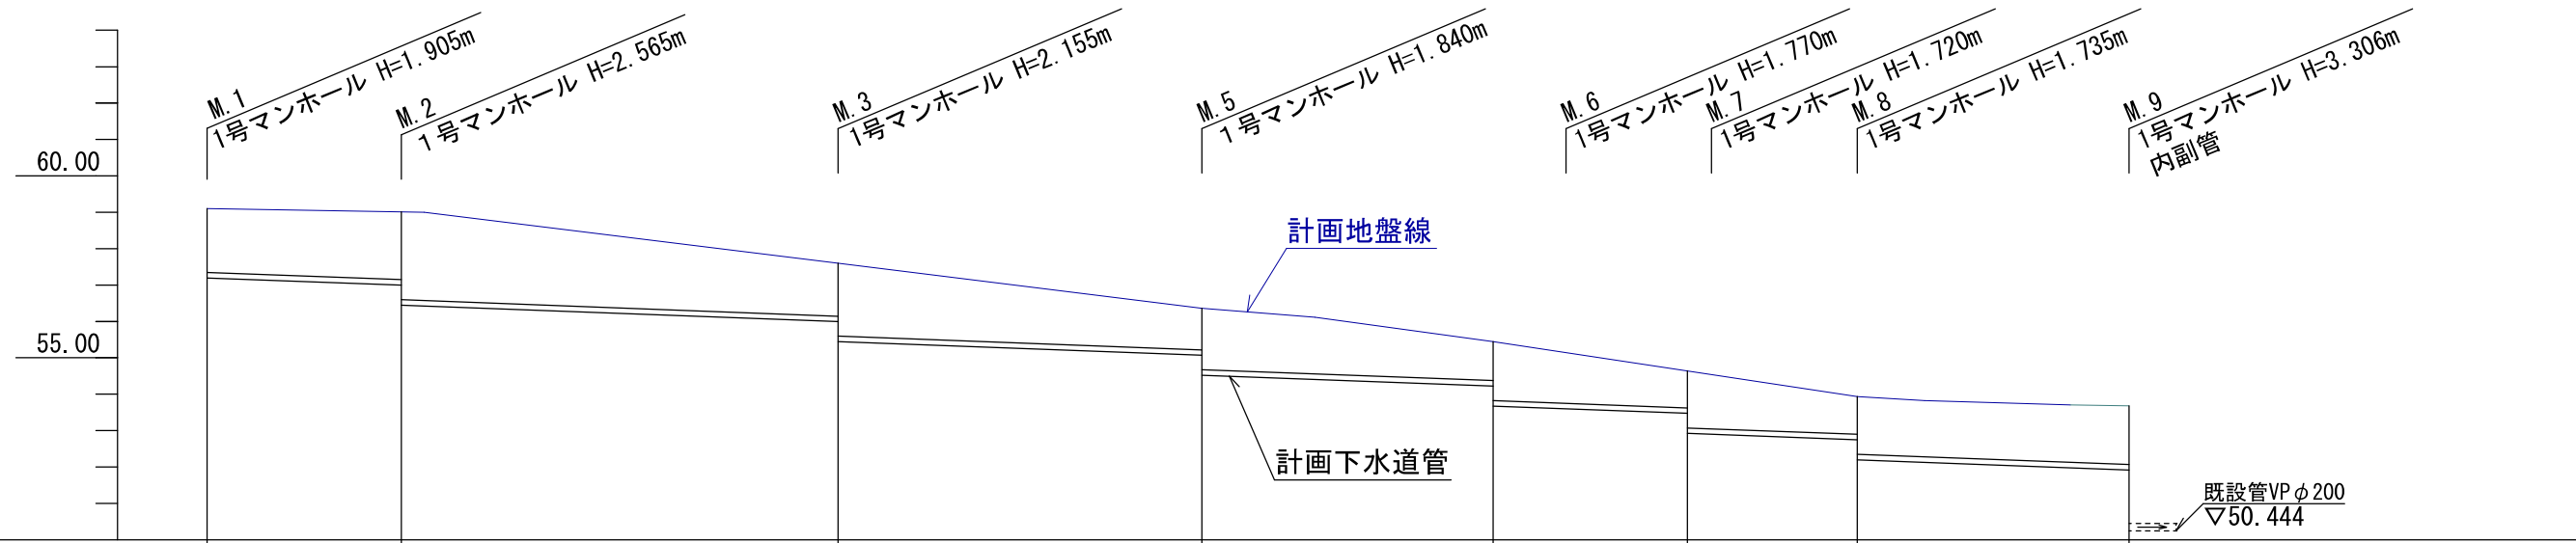 M.1
1号マンホール H=1.905m
M.2
1号マンホール H=2.565m
M.3
1号マンホール H=2.155m
M.5
1号マンホール H=1.840m
M.6
1号マンホール H=1.770m
M.7
1号マンホール H=1.720m
M.8
1号マンホール H=1.735m
M.9
1号マンホール H=3.306m
内副管
60.00
計画地盤線
55.00
計画下水道管
既設管VPφ200
▽50.444